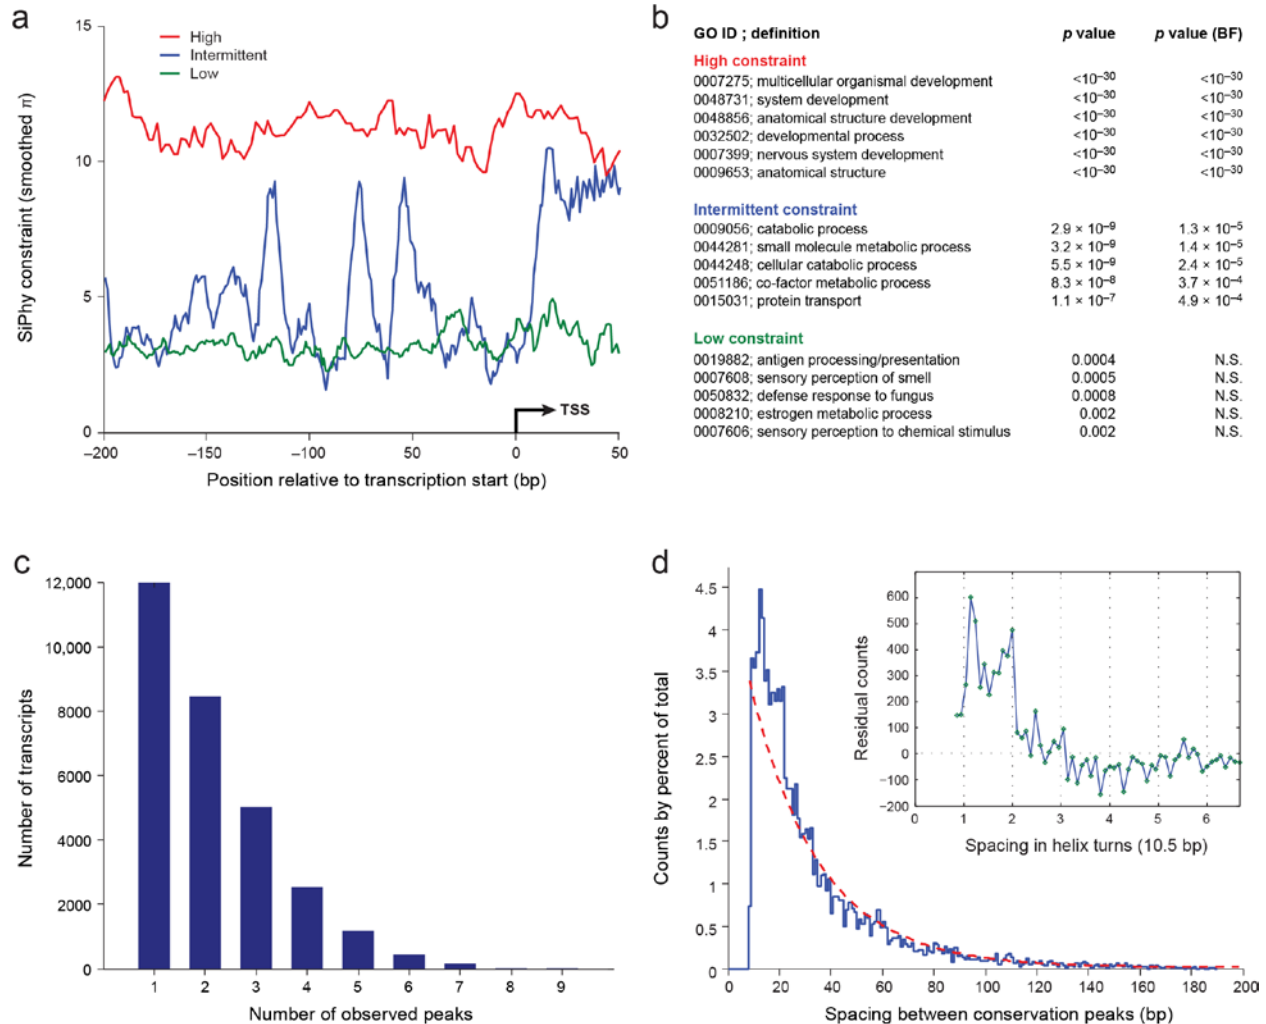 a
15
10
5
0
SiPhy constraint (smoothed π)
High
Intermittent
Low
TSS
−200
−150
−100
50
0
50
Position relative to transcription start (bp)
b
GO ID ; definition p value p value (BF)
High constraint
0007275; multicellular organismal development <10–30 <10–30
0048731; system development <10–30 <10–30
0048856; anatomical structure development <10–30 <10–30
0032502; developmental process <10–30 <10–30
0007399; nervous system development <10–30 <10–30
0009653; anatomical structure <10–30 <10–30
Intermittent constraint
0009056; catabolic process 2.9 × 10–9 1.3 × 10–5
0044281; small molecule metabolic process 3.2 × 10–9 1.4 × 10–5
0044248; cellular catabolic process 5.5 × 10–9 2.4 × 10–5
0051186; co-factor metabolic process 8.3 × 10–8 3.7 × 10–4
0015031; protein transport 1.1 × 10–7 4.9 × 10–4
Low constraint
0019882; antigen processing/presentation 0.0004 N.S.
0007608; sensory perception of smell 0.0005 N.S.
0050832; defense response to fungus 0.0008 N.S.
0008210; estrogen metabolic process 0.002 N.S.
0007606; sensory perception to chemical stimulus 0.002 N.S.
c
12,000
10,000
8000
6000
4000
2000
0
Number of transcripts
1 2 3 4 5 6 7 8 9
Number of observed peaks
d
4.5
4
3.5
3
2.5
2
1.5
1
0.5
0
Counts by percent of total
0 20 40 60 80 100 120 140 160 180 200
Spacing between conservation peaks (bp)
600
500
400
300
200
100
0
−100
−200
Residual counts
0 1 2 3 4 5 6
Spacing in helix turns (10.5 bp)